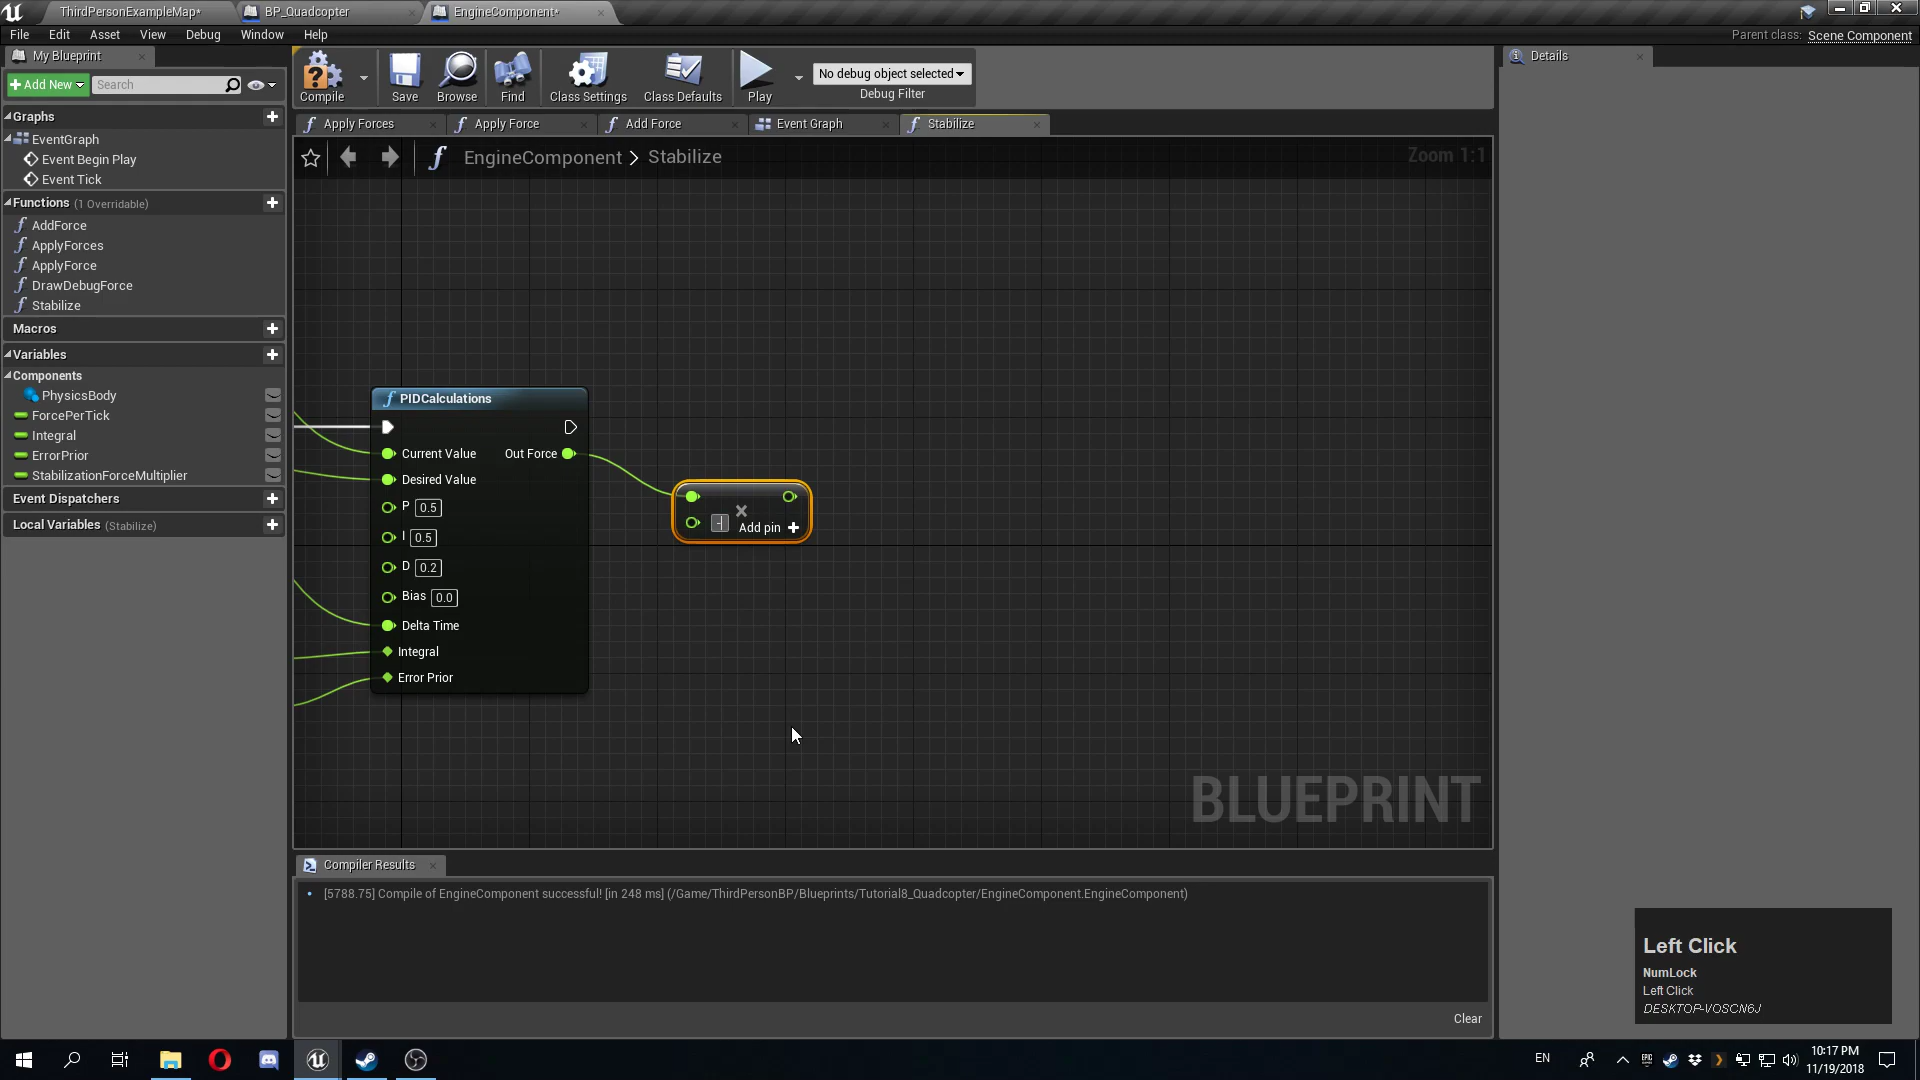 ThirdPersonExampleMap*
BP_Quadcopter
EngineComponent*
File Edit Asset View Debug Window Help
Parent class: Scene Component
My Blueprint
Details
Add New
Search
Compile
Save
Browse
Find
Class Settings
Class Defaults
Play
No debug object selected
Debug Filter
Graphs
EventGraph
Event Begin Play
Event Tick
Functions (1 Overridable)
AddForce
ApplyForces
ApplyForce
DrawDebugForce
Stabilize
Macros
Variables
Components
PhysicsBody
ForcePerTick
Integral
ErrorPrior
StabilizationForceMultiplier
Event Dispatchers
Local Variables (Stabilize)
Apply Forces
Apply Force
Add Force
Event Graph
Stabilize
EngineComponent > Stabilize
Zoom 1:1
PIDCalculations
Current Value
Out Force
Desired Value
P 0.5
I 0.5
D 0.2
Bias 0.0
Delta Time
Integral
Error Prior
-
Add pin +
BLUEPRINT
Compiler Results
[5788.75] Compile of EngineComponent successful! [in 248 ms] (/Game/ThirdPersonBP/Blueprints/Tutorial8_Quadcopter/EngineComponent.EngineComponent)
Clear
Left Click
NumLock
Left Click
DESKTOP-VOSCN6J
EN
10:17 PM
11/19/2018